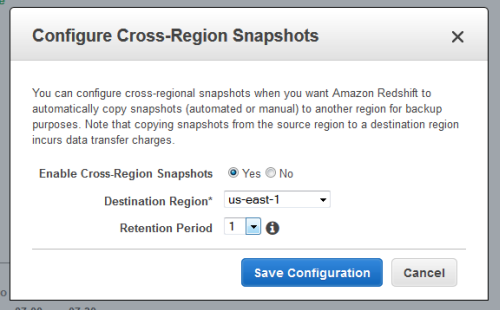 Configure Cross-Region Snapshots
You can configure cross-regional snapshots when you want Amazon Redshift to
automatically copy snapshots (automated or manual) to another region for backup
purposes. Note that copying snapshots from the source region to a destination region
incurs data transfer charges.
Enable Cross-Region Snapshots Yes No
Destination Region* us-east-1
Retention Period 1
Save Configuration Cancel